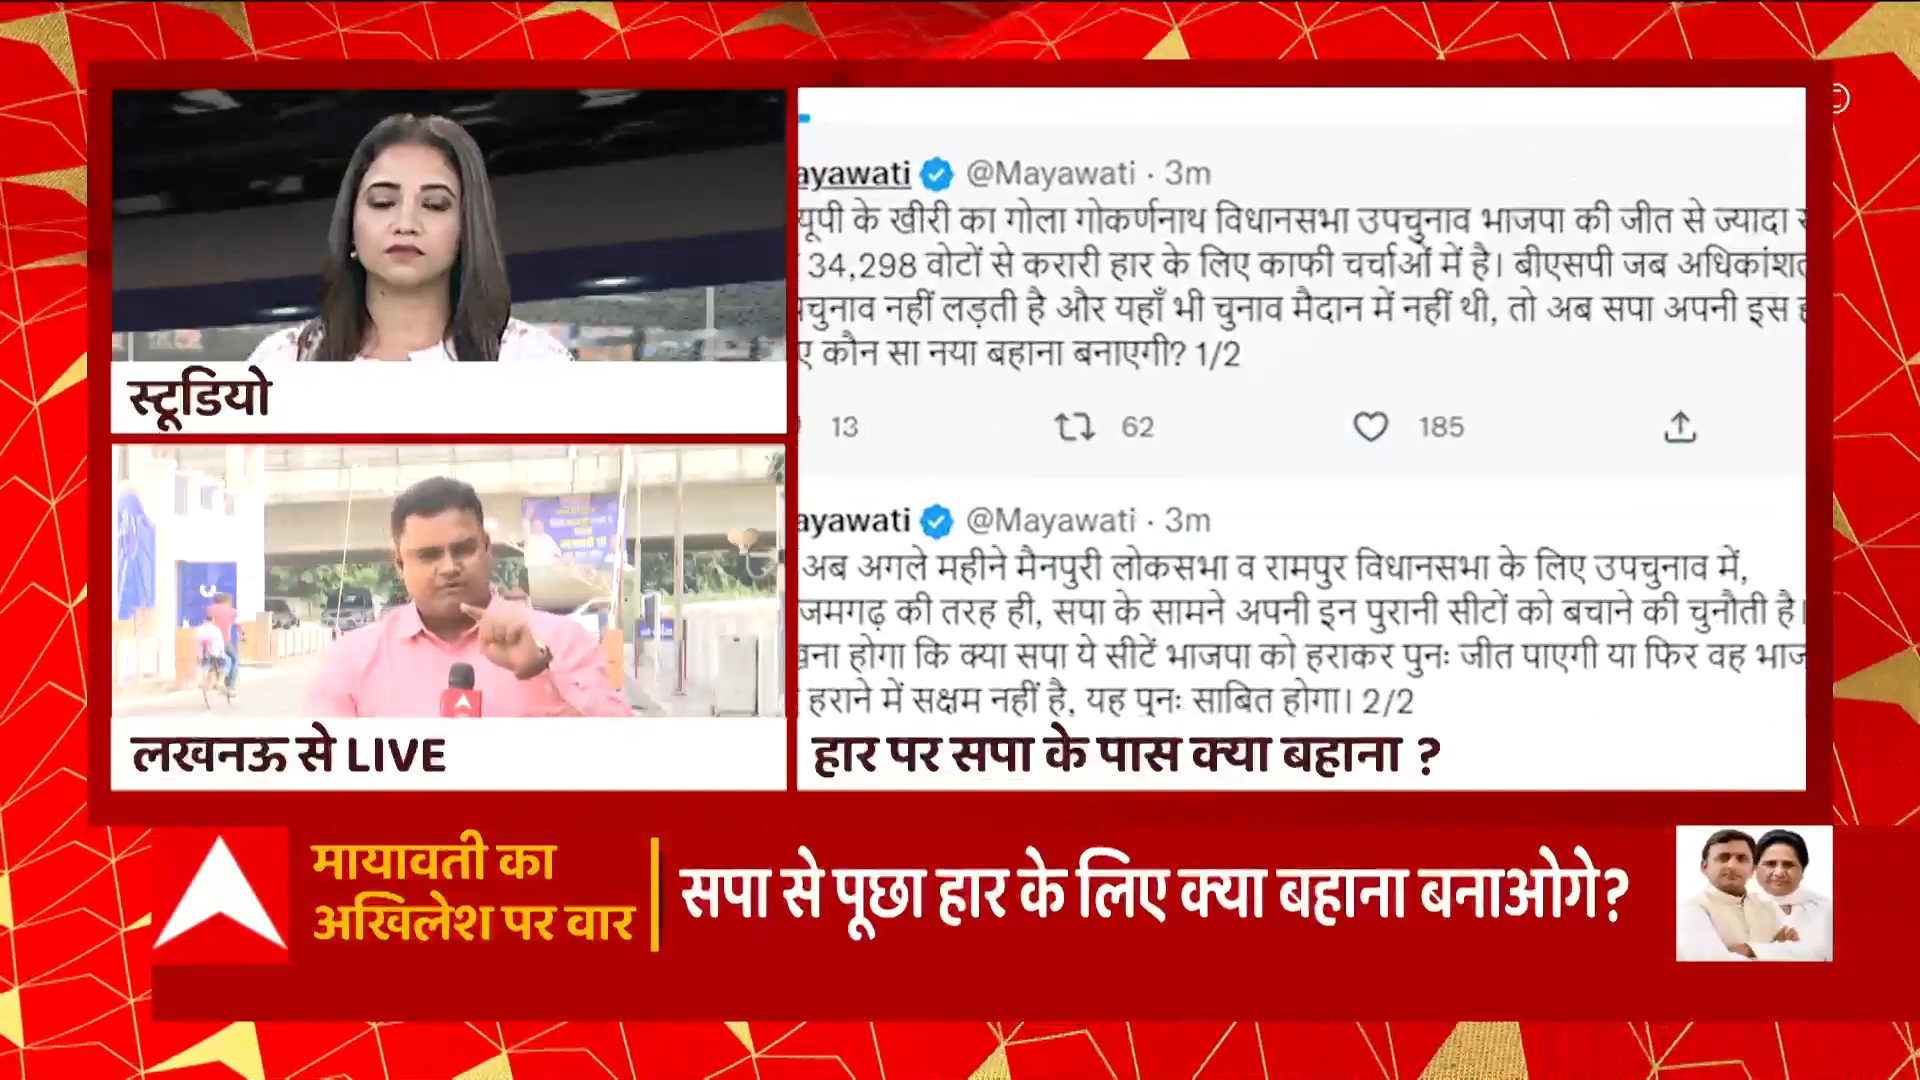 स्टूडियो
लखनऊ से LIVE
ayawati @Mayawati · 3m
यूपी के खीरी का गोला गोकर्णनाथ विधानसभा उपचुनाव भाजपा की जीत से ज्यादा
34,298 वोटों से करारी हार के लिए काफी चर्चाओं में है। बीएसपी जब अधिकांशत
पचुनाव नहीं लड़ती है और यहाँ भी चुनाव मैदान में नहीं थी, तो अब सपा अपनी इस
ए कौन सा नया बहाना बनाएगी? 1/2
13 62 185
ayawati @Mayawati · 3m
अब अगले महीने मैनपुरी लोकसभा व रामपुर विधानसभा के लिए उपचुनाव में,
जमगढ़ की तरह ही, सपा के सामने अपनी इन पुरानी सीटों को बचाने की चुनौती है।
खना होगा कि क्या सपा ये सीटें भाजपा को हराकर पुनः जीत पाएगी या फिर वह भाज
हराने में सक्षम नहीं है, यह पुनः साबित होगा। 2/2
हार पर सपा के पास क्या बहाना ?
मायावती का
अखिलेश पर वार
सपा से पूछा हार के लिए क्या बहाना बनाओगे?